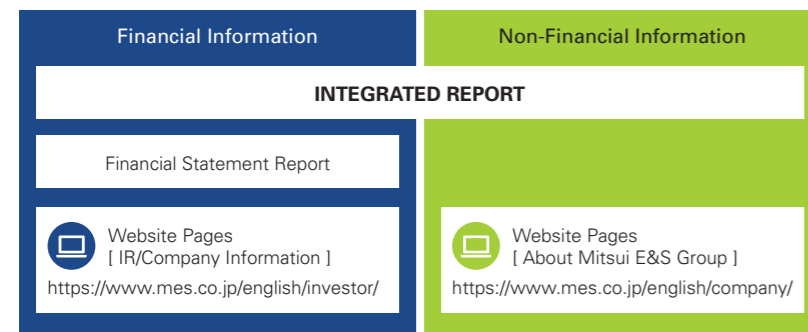 Financial Information
Non-Financial Information
INTEGRATED REPORT
Financial Statement Report
Website Pages
[ IR/Company Information ]
https://www.mes.co.jp/english/investor/
Website Pages
[ About Mitsui E&S Group ]
https://www.mes.co.jp/english/company/